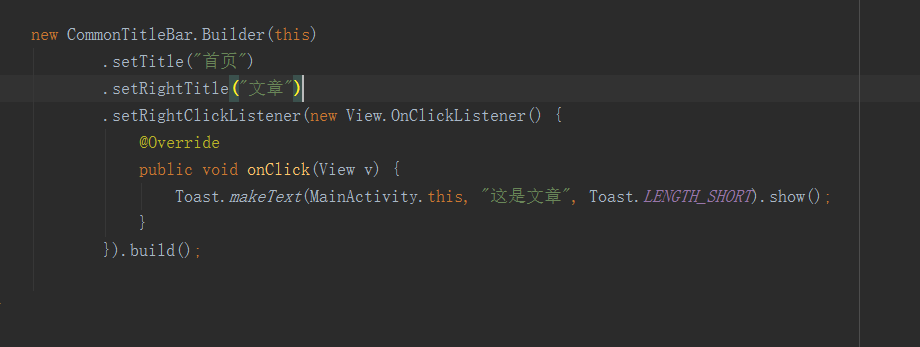 new CommonTitleBar.Builder(this)
.setTitle("首页")
.setRightTitle("文章")
.setRightClickListener(new View.OnClickListener() {
@Override
public void onClick(View v) {
Toast.makeText(MainActivity.this, "这是文章", Toast.LENGTH_SHORT).show();
}
}).build();